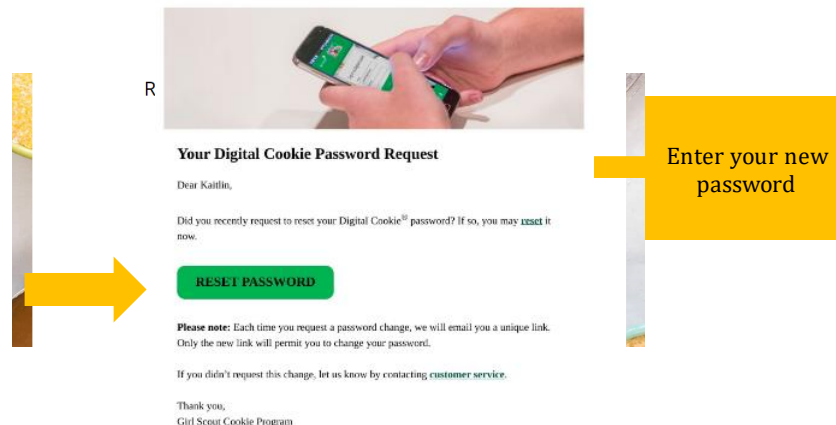 R
Your Digital Cookie Password Request
Dear Kaitlin,
Did you recently request to reset your Digital Cookie® password? If so, you may reset it
now.
RESET PASSWORD
Please note: Each time you request a password change, we will email you a unique link.
Only the new link will permit you to change your password.
If you didn't request this change, let us know by contacting customer service.
Thank you,
Girl Scout Cookie Program
Enter your new
password